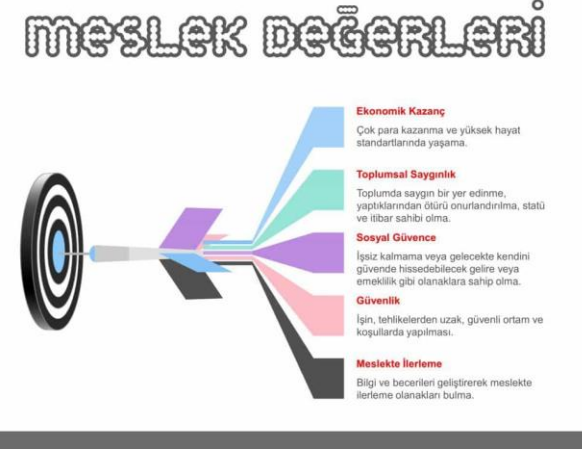 meslek DeĞeRLeRİ
Ekonomik Kazanç
Çok para kazanma ve yüksek hayat
standartlarında yaşama.
Toplumsal Saygınlık
Toplumda saygın bir yer edinme,
yaptıklarından ötürü onurlandırılma, statü
ve itibar sahibi olma.
Sosyal Güvence
İşsiz kalmama veya gelecekte kendini
güvende hissedebilecek gelire veya
emeklilik gibi olanaklara sahip olma.
Güvenlik
İşin, tehlikelerden uzak, güvenli ortam ve
koşullarda yapılması.
Meslekte İlerleme
Bilgi ve becerileri geliştirerek meslekte
ilerleme olanakları bulma.